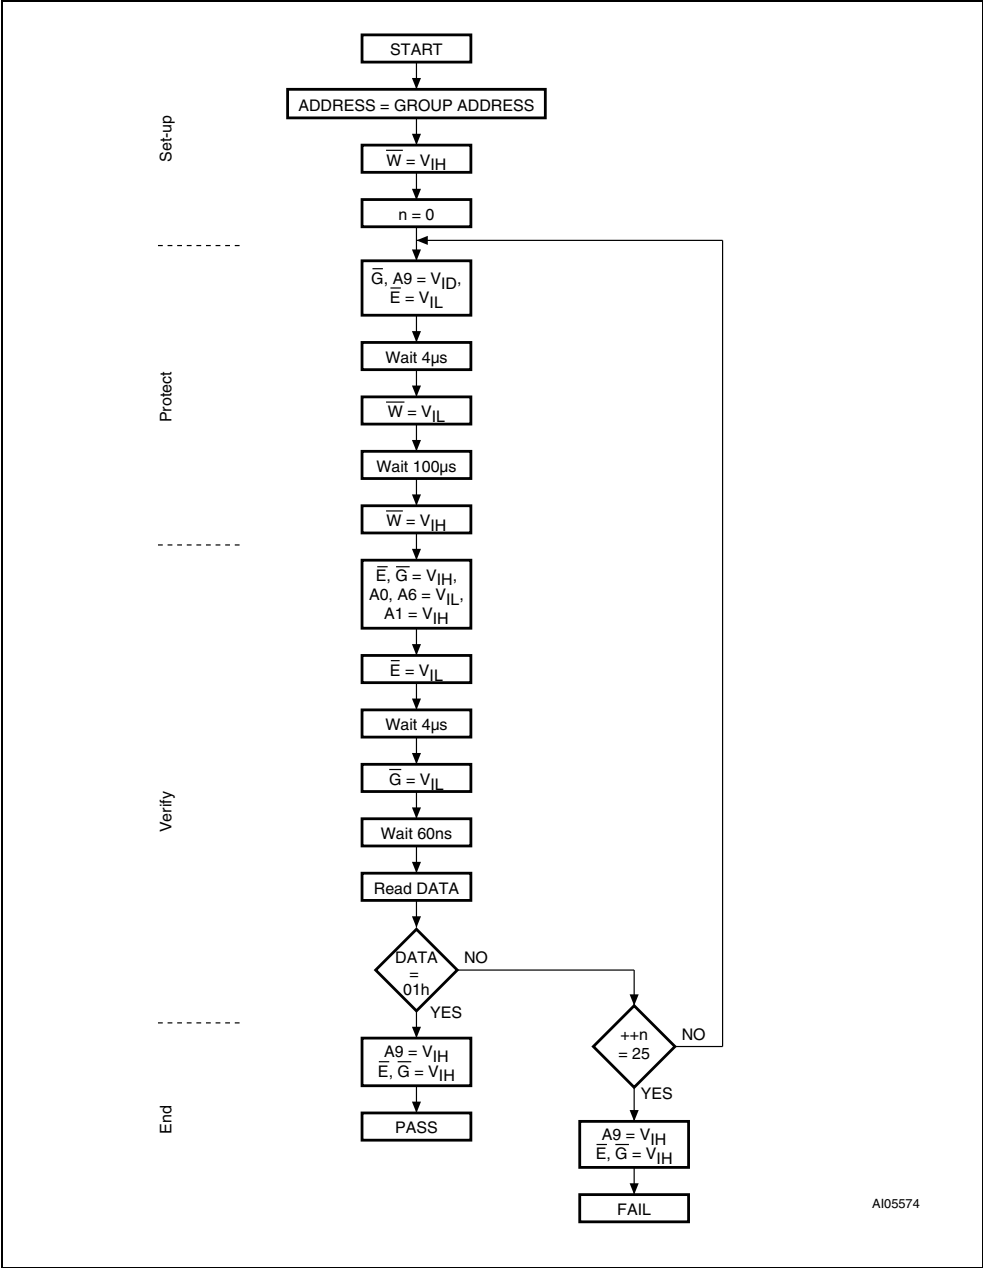 START
ADDRESS = GROUP ADDRESS
Set-up
W̅ = VIH
n = 0
G̅, A9 = VID,
E̅ = VIL
Wait 4µs
Protect
W̅ = VIL
Wait 100µs
W̅ = VIH
E̅, G̅ = VIH,
A0, A6 = VIL,
A1 = VIH
E̅ = VIL
Wait 4µs
G̅ = VIL
Verify
Wait 60ns
Read DATA
DATA
=
01h
NO
YES
++n
= 25
NO
YES
A9 = VIH
E̅, G̅ = VIH
End
PASS
A9 = VIH
E̅, G̅ = VIH
FAIL
AI05574